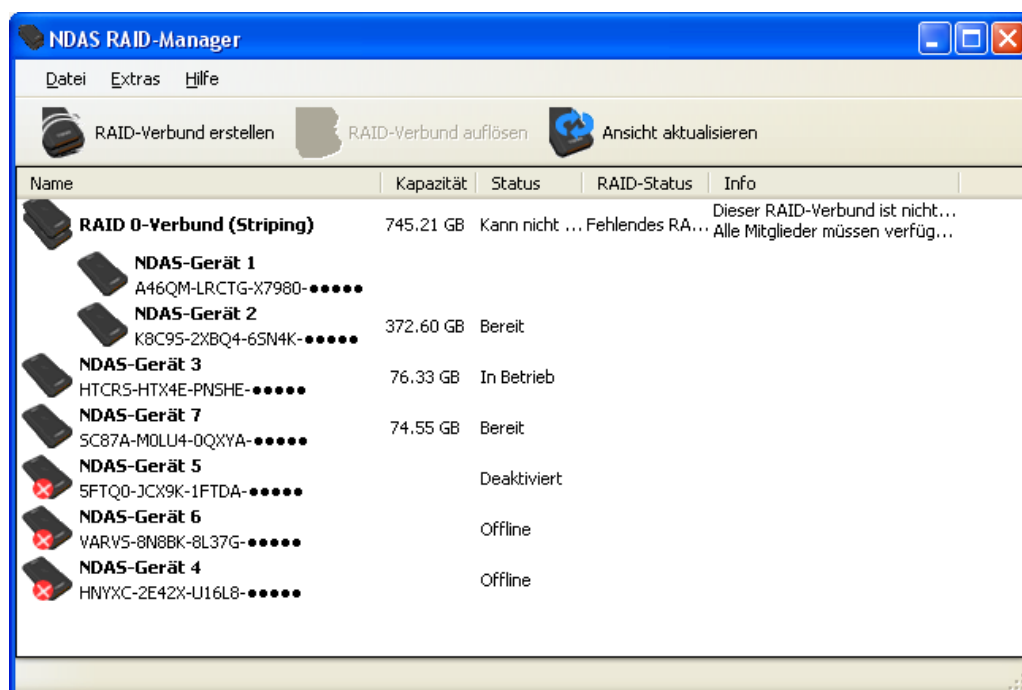 NDAS RAID-Manager
Datei Extras Hilfe
RAID-Verbund erstellen RAID-Verbund auflösen Ansicht aktualisieren
Name Kapazität Status RAID-Status Info
RAID 0-Verbund (Striping) 745.21 GB Kann nicht ... Fehlendes RA... Dieser RAID-Verbund ist nicht...
Alle Mitglieder müssen verfüg...
NDAS-Gerät 1
A46QM-LRCTG-X7980-●●●●●
NDAS-Gerät 2
K8C9S-2XBQ4-6SN4K-●●●●● 372.60 GB Bereit
NDAS-Gerät 3
HTCRS-HTX4E-PNSHE-●●●●● 76.33 GB In Betrieb
NDAS-Gerät 7
SC87A-M0LU4-0QXYA-●●●●● 74.55 GB Bereit
NDAS-Gerät 5
5FTQ0-JCX9K-1FTDA-●●●●● Deaktiviert
NDAS-Gerät 6
VARVS-8N8BK-8L37G-●●●●● Offline
NDAS-Gerät 4
HNYXC-2E42X-U16L8-●●●●● Offline